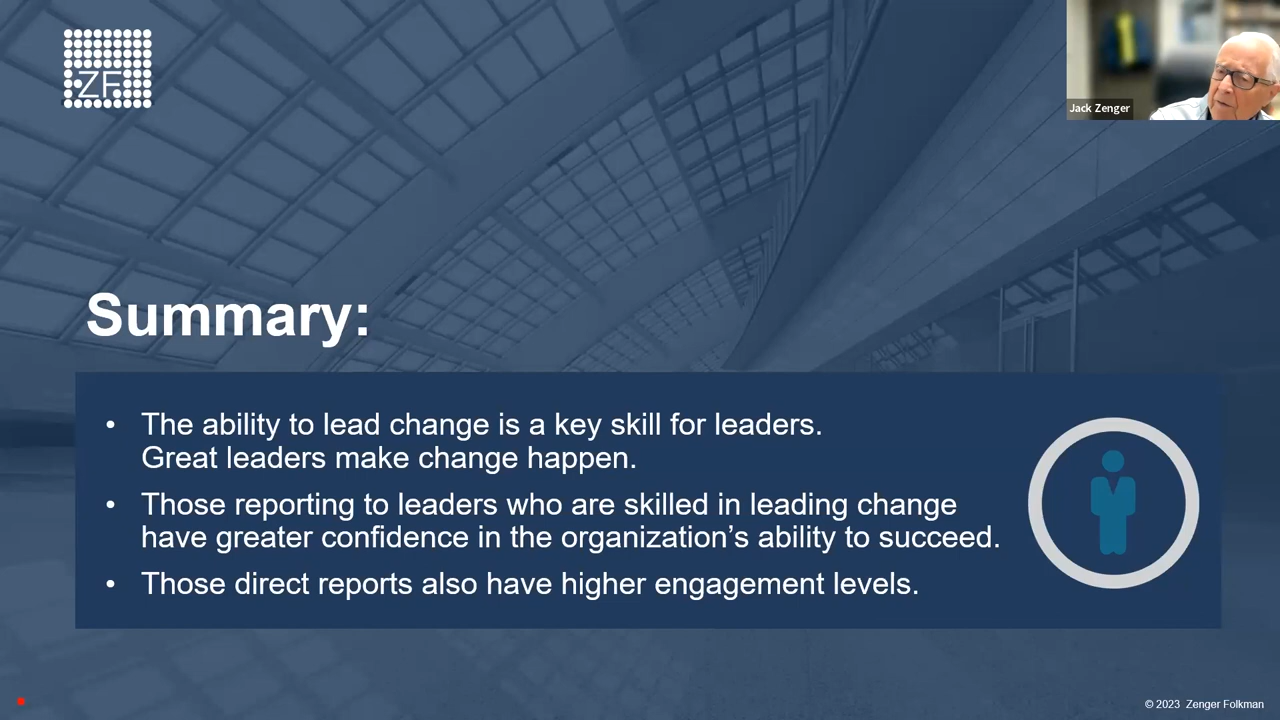 ZF
Jack Zenger
Summary:
• The ability to lead change is a key skill for leaders.
Great leaders make change happen.
• Those reporting to leaders who are skilled in leading change
have greater confidence in the organization’s ability to succeed.
• Those direct reports also have higher engagement levels.
© 2023 Zenger Folkman